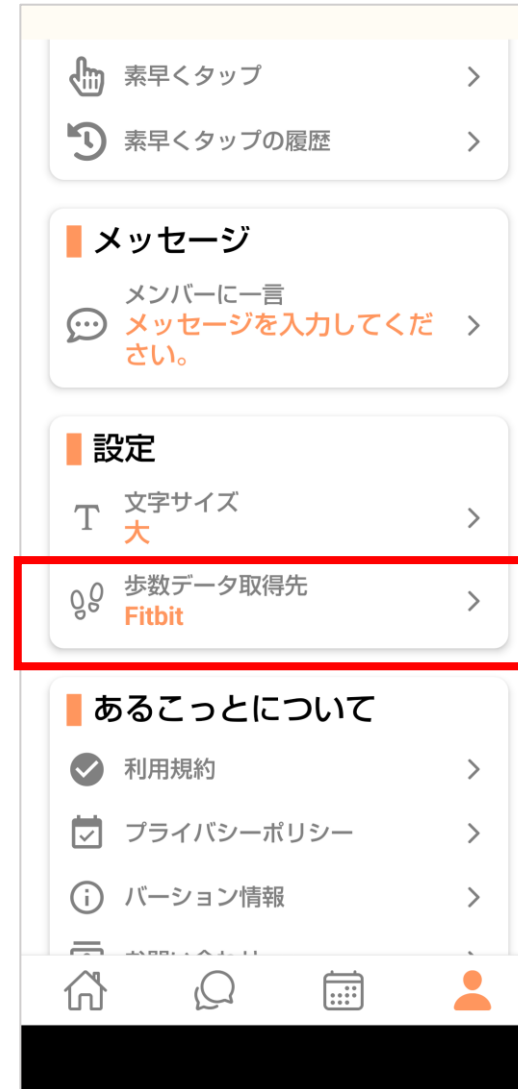 素早くタップ
素早くタップの履歴
メッセージ
メンバーに一言
メッセージを入力してくだ
さい。
設定
T
文字サイズ
大
歩数データ取得先
Fitbit
あるこっとについて
利用規約
プライバシーポリシー
バージョン情報